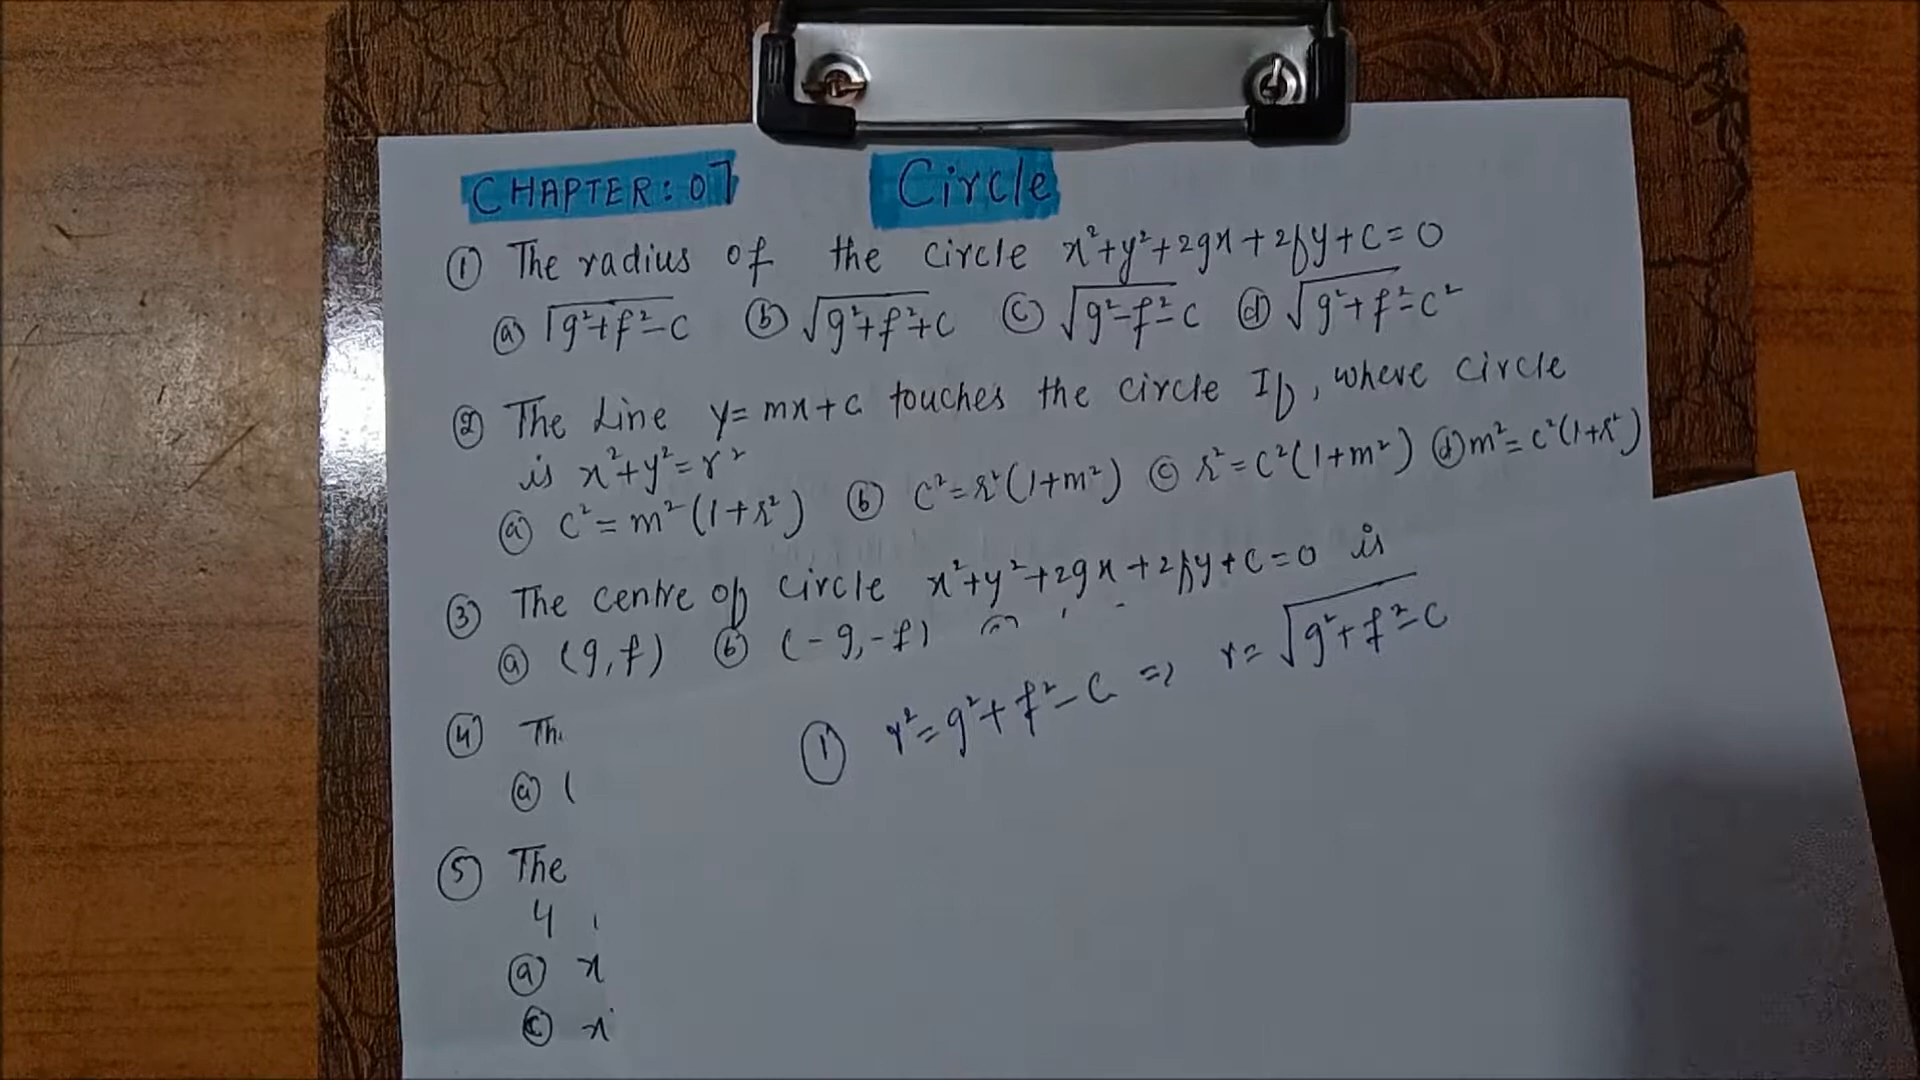 CHAPTER: 07 Circle
① The radius of the circle x²+y²+2gx+2fy+c=0
ⓐ √g²+f²-c ⓑ √g²+f²+c ⓒ √g²-f²-c ⓓ √g²+f²-c²
② The Line y=mx+c touches the circle If, where circle
is x²+y²=r²
ⓐ c²=m²(1+r²) ⓑ c²=r²(1+m²) ⓒ r²=c²(1+m²) ⓓ m²=c²(1+r²)
③ The centre of circle x²+y²+2gx+2fy+c=0 is
ⓐ (g,f) ⓑ (-g,-f)
① r²=g²+f²-c => r=√g²+f²-c
④ Th
ⓐ (
⑤ The
4
ⓐ x
ⓒ x